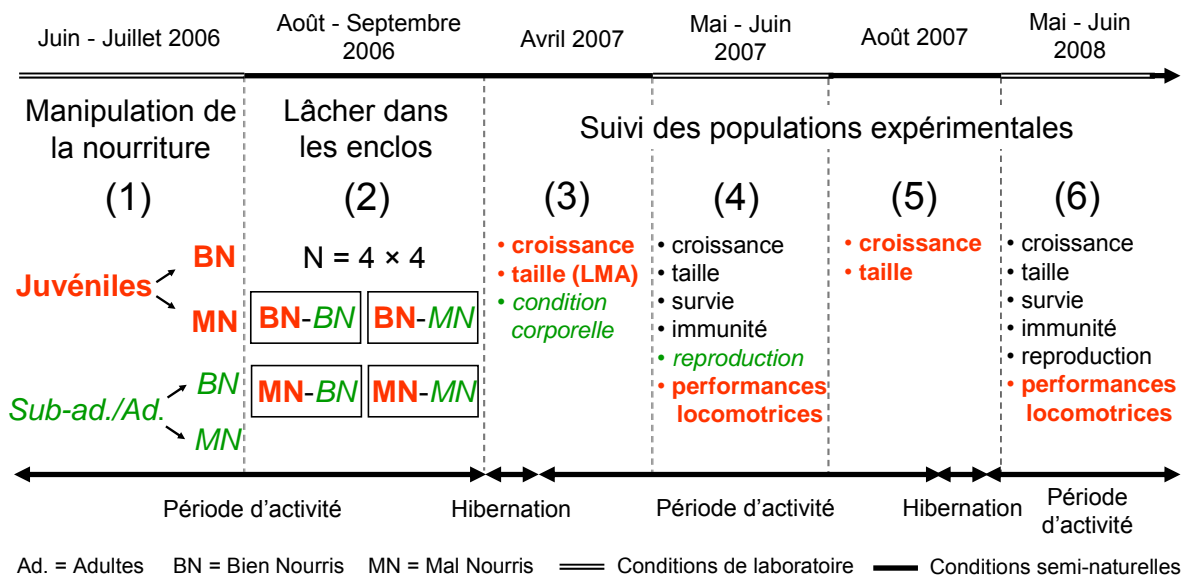 Juin - Juillet 2006
Août - Septembre
2006
Avril 2007
Mai - Juin
2007
Août 2007
Mai - Juin
2008
Manipulation de
la nourriture
(1)
Juvéniles
BN
MN
Sub-ad./Ad.
BN
MN
Lâcher dans
les enclos
(2)
N = 4 × 4
BN-BN
BN-MN
MN-BN
MN-MN
Suivi des populations expérimentales
(3)
• croissance
• taille (LMA)
• condition
corporelle
(4)
• croissance
• taille
• survie
• immunité
• reproduction
• performances
locomotrices
(5)
• croissance
• taille
(6)
• croissance
• taille
• survie
• immunité
• reproduction
• performances
locomotrices
Période d'activité
Hibernation
Période d'activité
Hibernation
Période
d'activité
Ad. = Adultes
BN = Bien Nourris
MN = Mal Nourris
Conditions de laboratoire
Conditions semi-naturelles